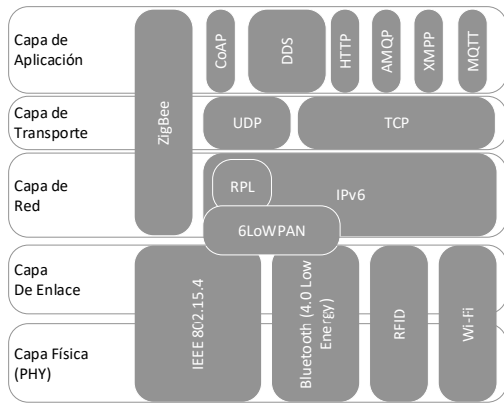 Capa de
Aplicación
CoAP
DDS
HTTP
AMQP
XMPP
MQTT
Capa de
Transporte
ZigBee
UDP
TCP
Capa de
Red
RPL
IPv6
6LoWPAN
Capa
De Enlace
IEEE 802.15.4
Bluetooth (4.0 Low
Energy)
RFID
Wi-Fi
Capa Física
(PHY)